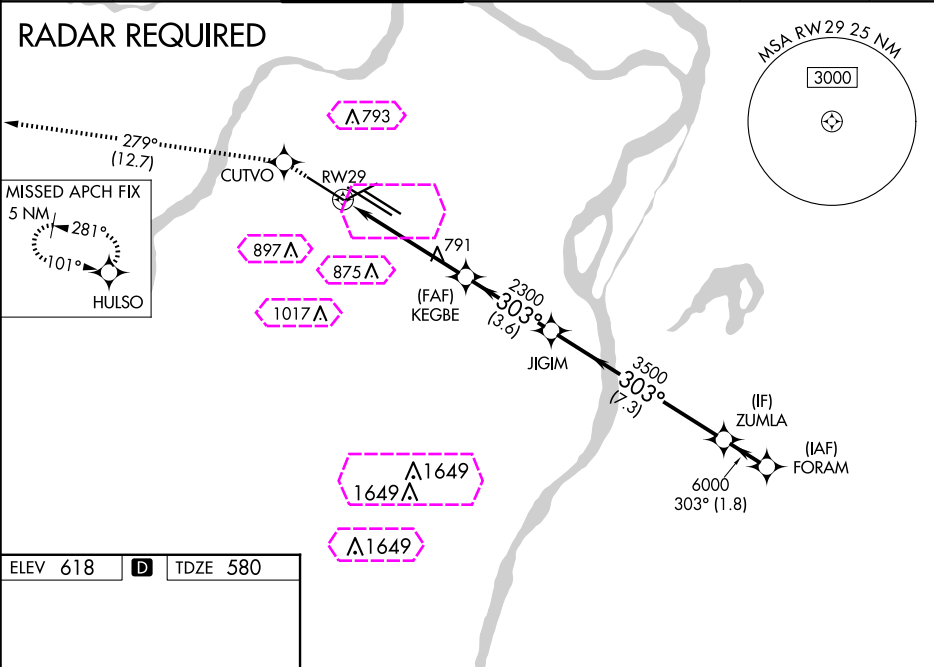 RADAR REQUIRED
MSA RW29 25 NM
3000
793
279°
(12.7)
CUTVO
RW29
MISSED APCH FIX
5 NM
281°
101°
HULSO
897
875
791
1017
(FAF)
KEGBE
2300
303°
(3.6)
JIGIM
3500
303°
(7.3)
(IF)
ZUMLA
(IAF)
FORAM
6000
303° (1.8)
1649
1649
1649
ELEV 618
D
TDZE 580